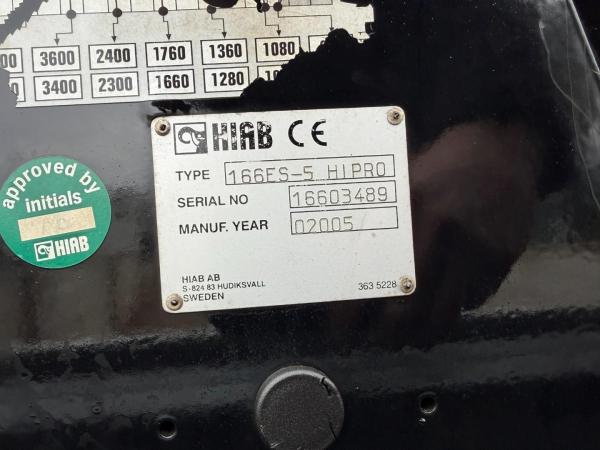 3600 2400 1760 1360 1080
3400 2300 1660 1280
HIAB CE
TYPE 166ES-5 HIPRO
SERIAL NO 16603489
MANUF. YEAR 02005
HIAB AB
S-824 83 HUDIKSVALL
SWEDEN
363 5228
approved by
initials
HIAB